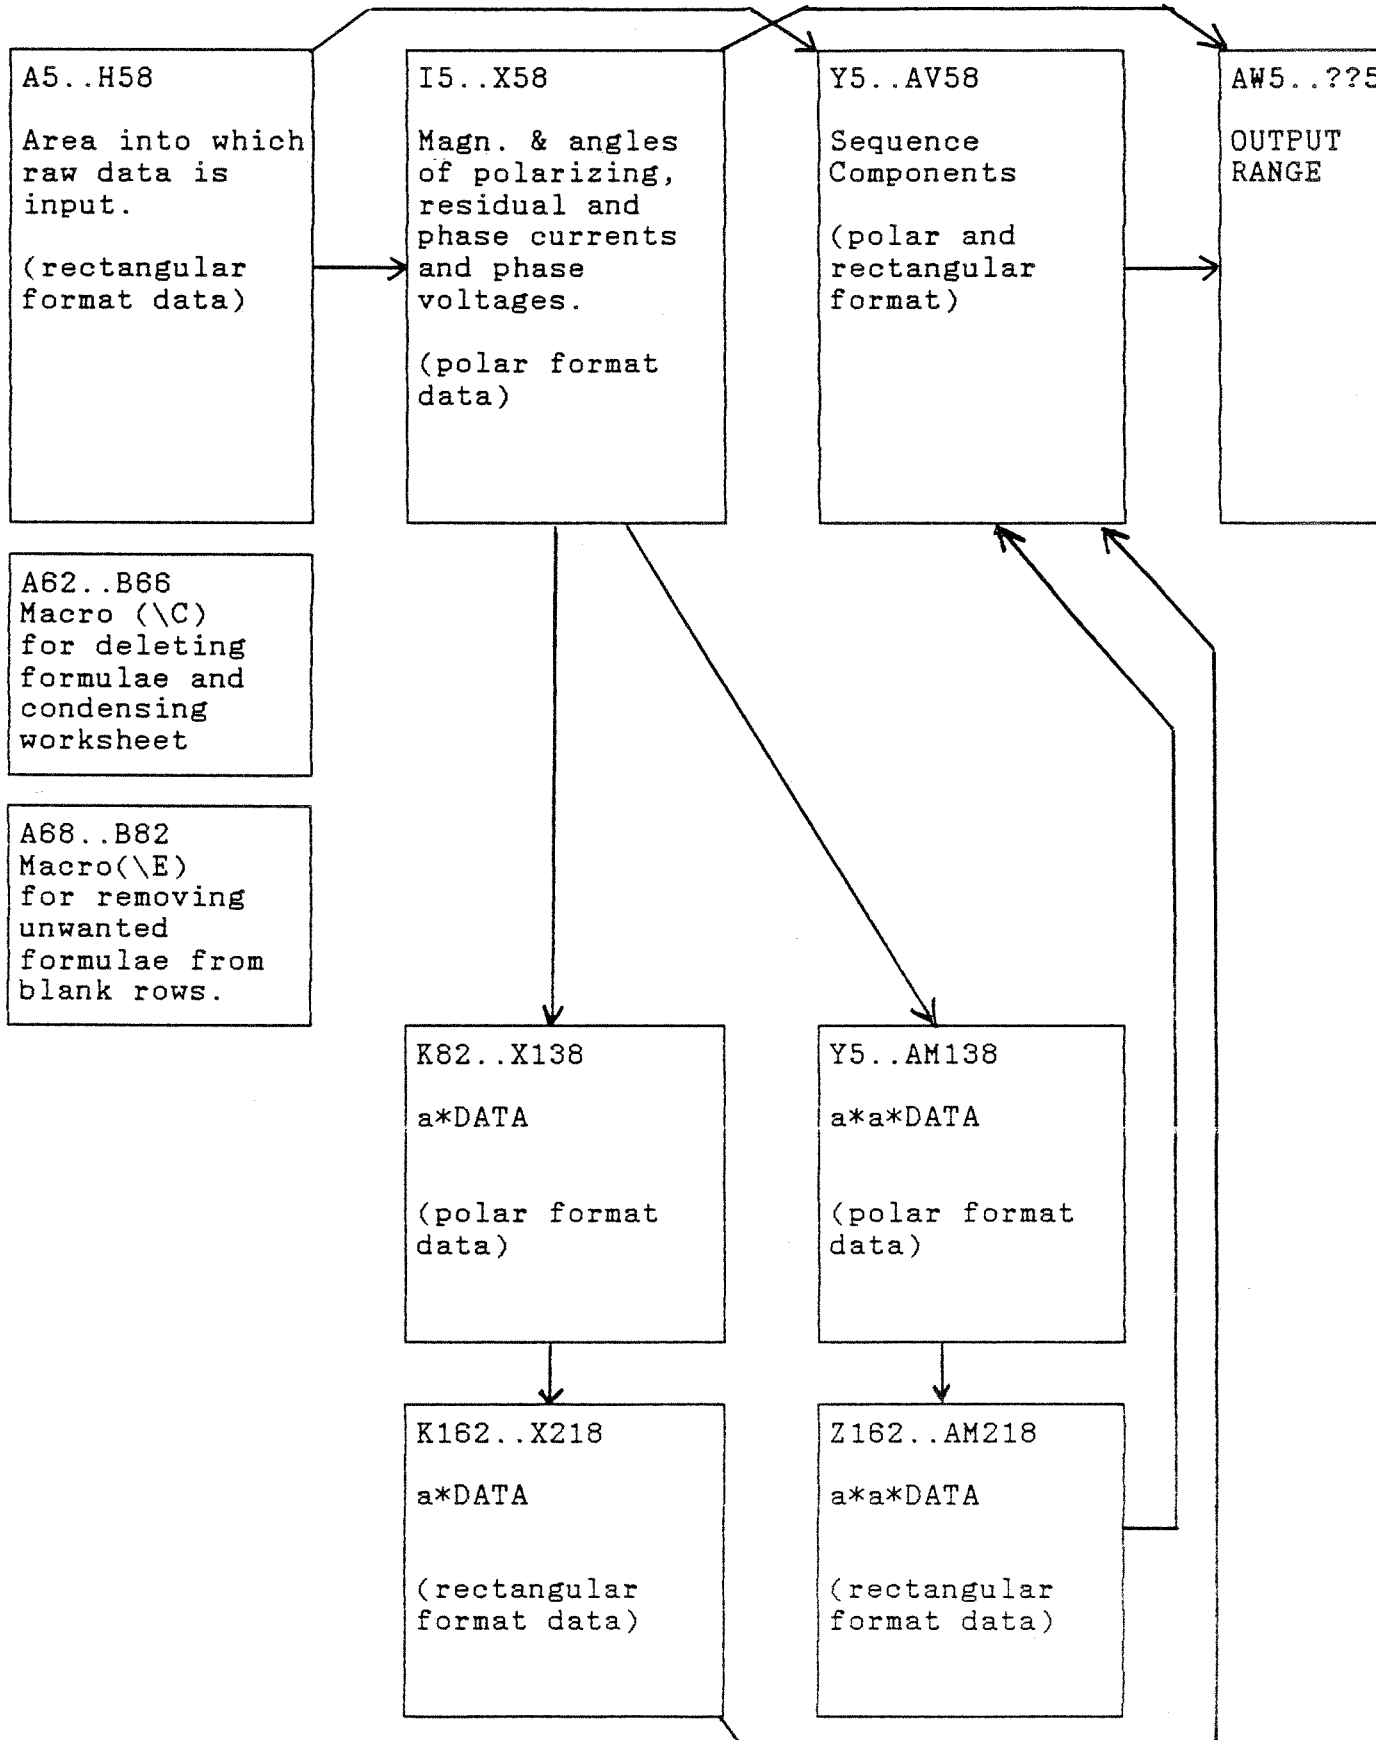 A5..H58
Area into which
raw data is
input.
(rectangular
format data)
I5..X58
Magn. & angles
of polarizing,
residual and
phase currents
and phase
voltages.
(polar format
data)
Y5..AV58
Sequence
Components
(polar and
rectangular
format)
AW5..??5
OUTPUT
RANGE
A62..B66
Macro (\C)
for deleting
formulae and
condensing
worksheet
A68..B82
Macro(\E)
for removing
unwanted
formulae from
blank rows.
K82..X138
a*DATA
(polar format
data)
Y5..AM138
a*a*DATA
(polar format
data)
K162..X218
a*DATA
(rectangular
format data)
Z162..AM218
a*a*DATA
(rectangular
format data)